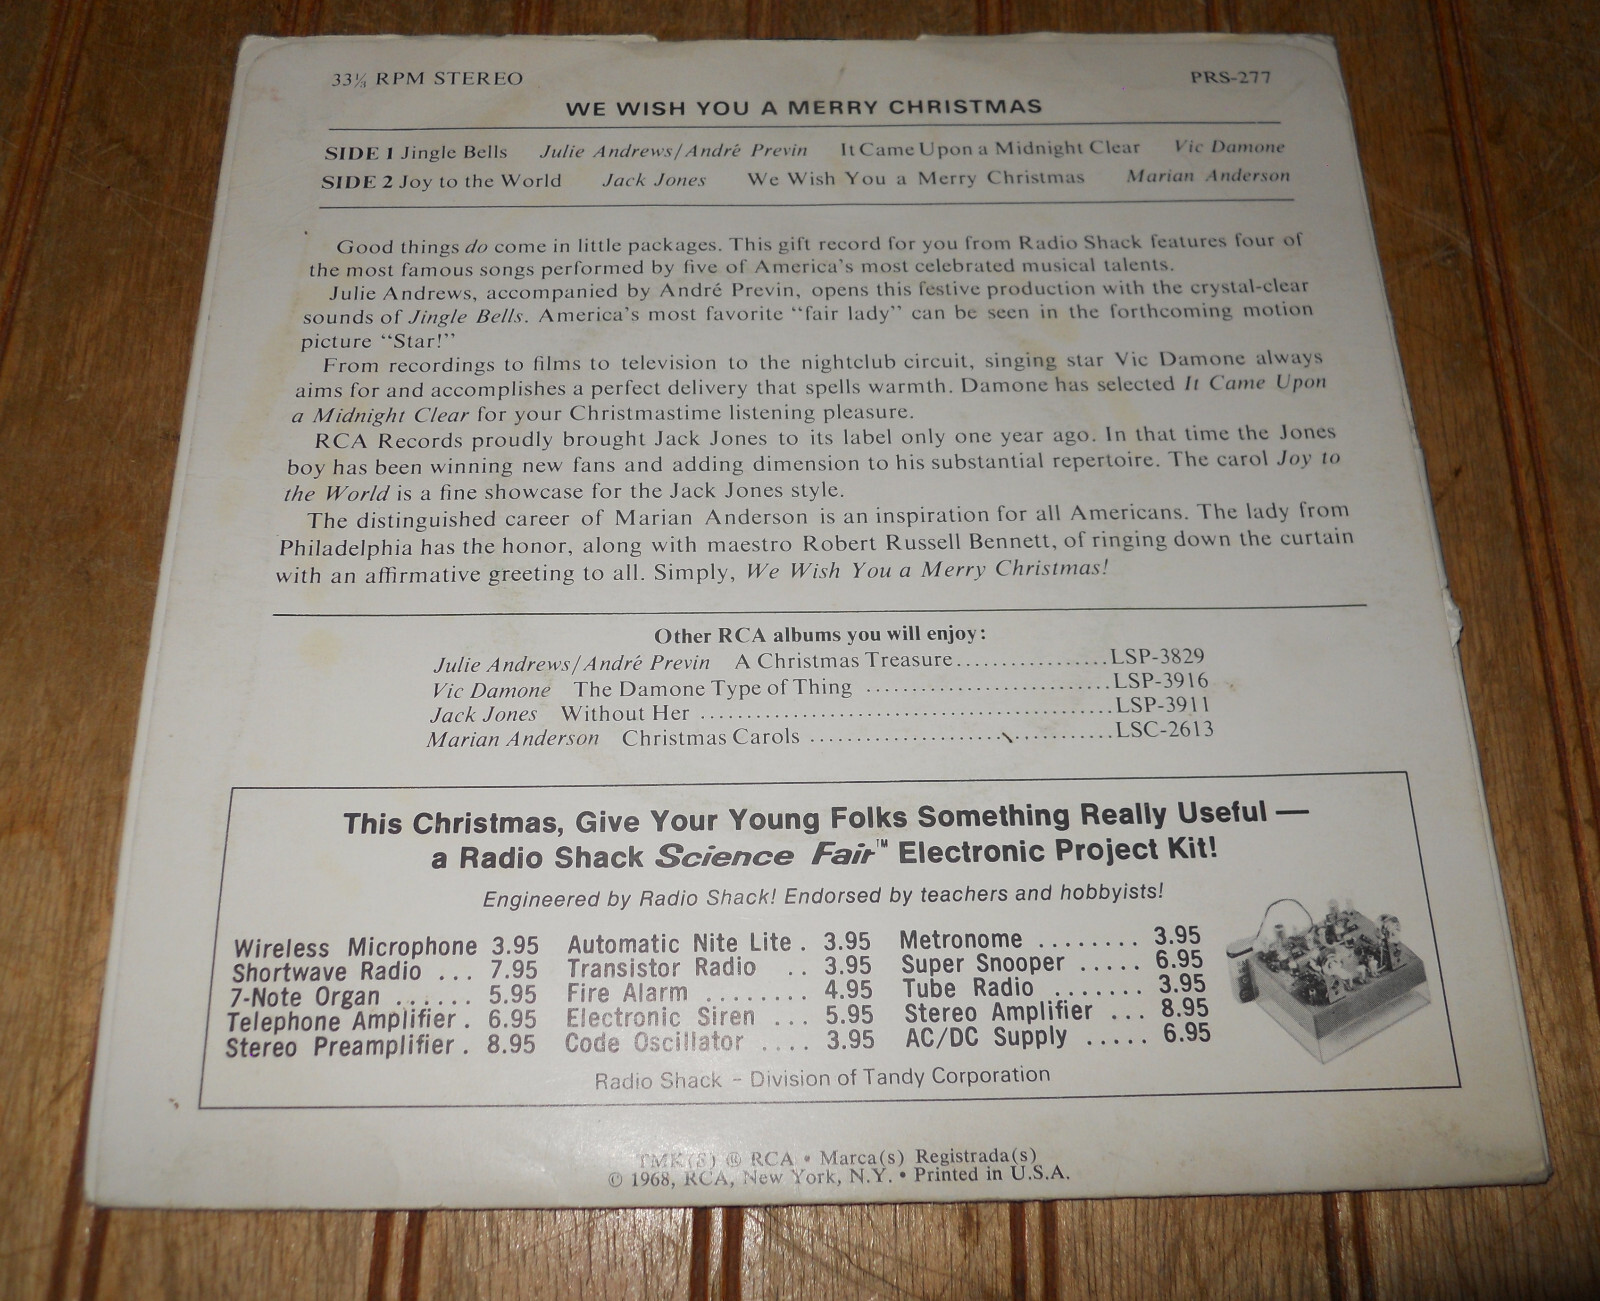 33⅓ RPM STEREO PRS-277
WE WISH YOU A MERRY CHRISTMAS
SIDE 1 Jingle Bells Julie Andrews/André Previn It Came Upon a Midnight Clear Vic Damone
SIDE 2 Joy to the World Jack Jones We Wish You a Merry Christmas Marian Anderson
Good things do come in little packages. This gift record for you from Radio Shack features four of
the most famous songs performed by five of America's most celebrated musical talents.
Julie Andrews, accompanied by André Previn, opens this festive production with the crystal-clear
sounds of Jingle Bells. America's most favorite "fair lady" can be seen in the forthcoming motion
picture "Star!"
From recordings to films to television to the nightclub circuit, singing star Vic Damone always
aims for and accomplishes a perfect delivery that spells warmth. Damone has selected It Came Upon
a Midnight Clear for your Christmastime listening pleasure.
RCA Records proudly brought Jack Jones to its label only one year ago. In that time the Jones
boy has been winning new fans and adding dimension to his substantial repertoire. The carol Joy to
the World is a fine showcase for the Jack Jones style.
The distinguished career of Marian Anderson is an inspiration for all Americans. The lady from
Philadelphia has the honor, along with maestro Robert Russell Bennett, of ringing down the curtain
with an affirmative greeting to all. Simply, We Wish You a Merry Christmas!
Other RCA albums you will enjoy:
Julie Andrews/André Previn A Christmas Treasure................LSP-3829
Vic Damone The Damone Type of Thing ..........................LSP-3916
Jack Jones Without Her ............................................LSP-3911
Marian Anderson Christmas Carols ................................LSC-2613
This Christmas, Give Your Young Folks Something Really Useful —
a Radio Shack Science Fair™ Electronic Project Kit!
Engineered by Radio Shack! Endorsed by teachers and hobbyists!
Wireless Microphone 3.95 Automatic Nite Lite . 3.95 Metronome ........ 3.95
Shortwave Radio ... 7.95 Transistor Radio .. 3.95 Super Snooper ..... 6.95
7-Note Organ ...... 5.95 Fire Alarm ........ 4.95 Tube Radio ....... 3.95
Telephone Amplifier . 6.95 Electronic Siren ... 5.95 Stereo Amplifier ... 8.95
Stereo Preamplifier . 8.95 Code Oscillator .... 3.95 AC/DC Supply ..... 6.95
Radio Shack – Division of Tandy Corporation
TMK(S) ® RCA • Marca(s) Registrada(s)
© 1968, RCA, New York, N.Y. • Printed in U.S.A.